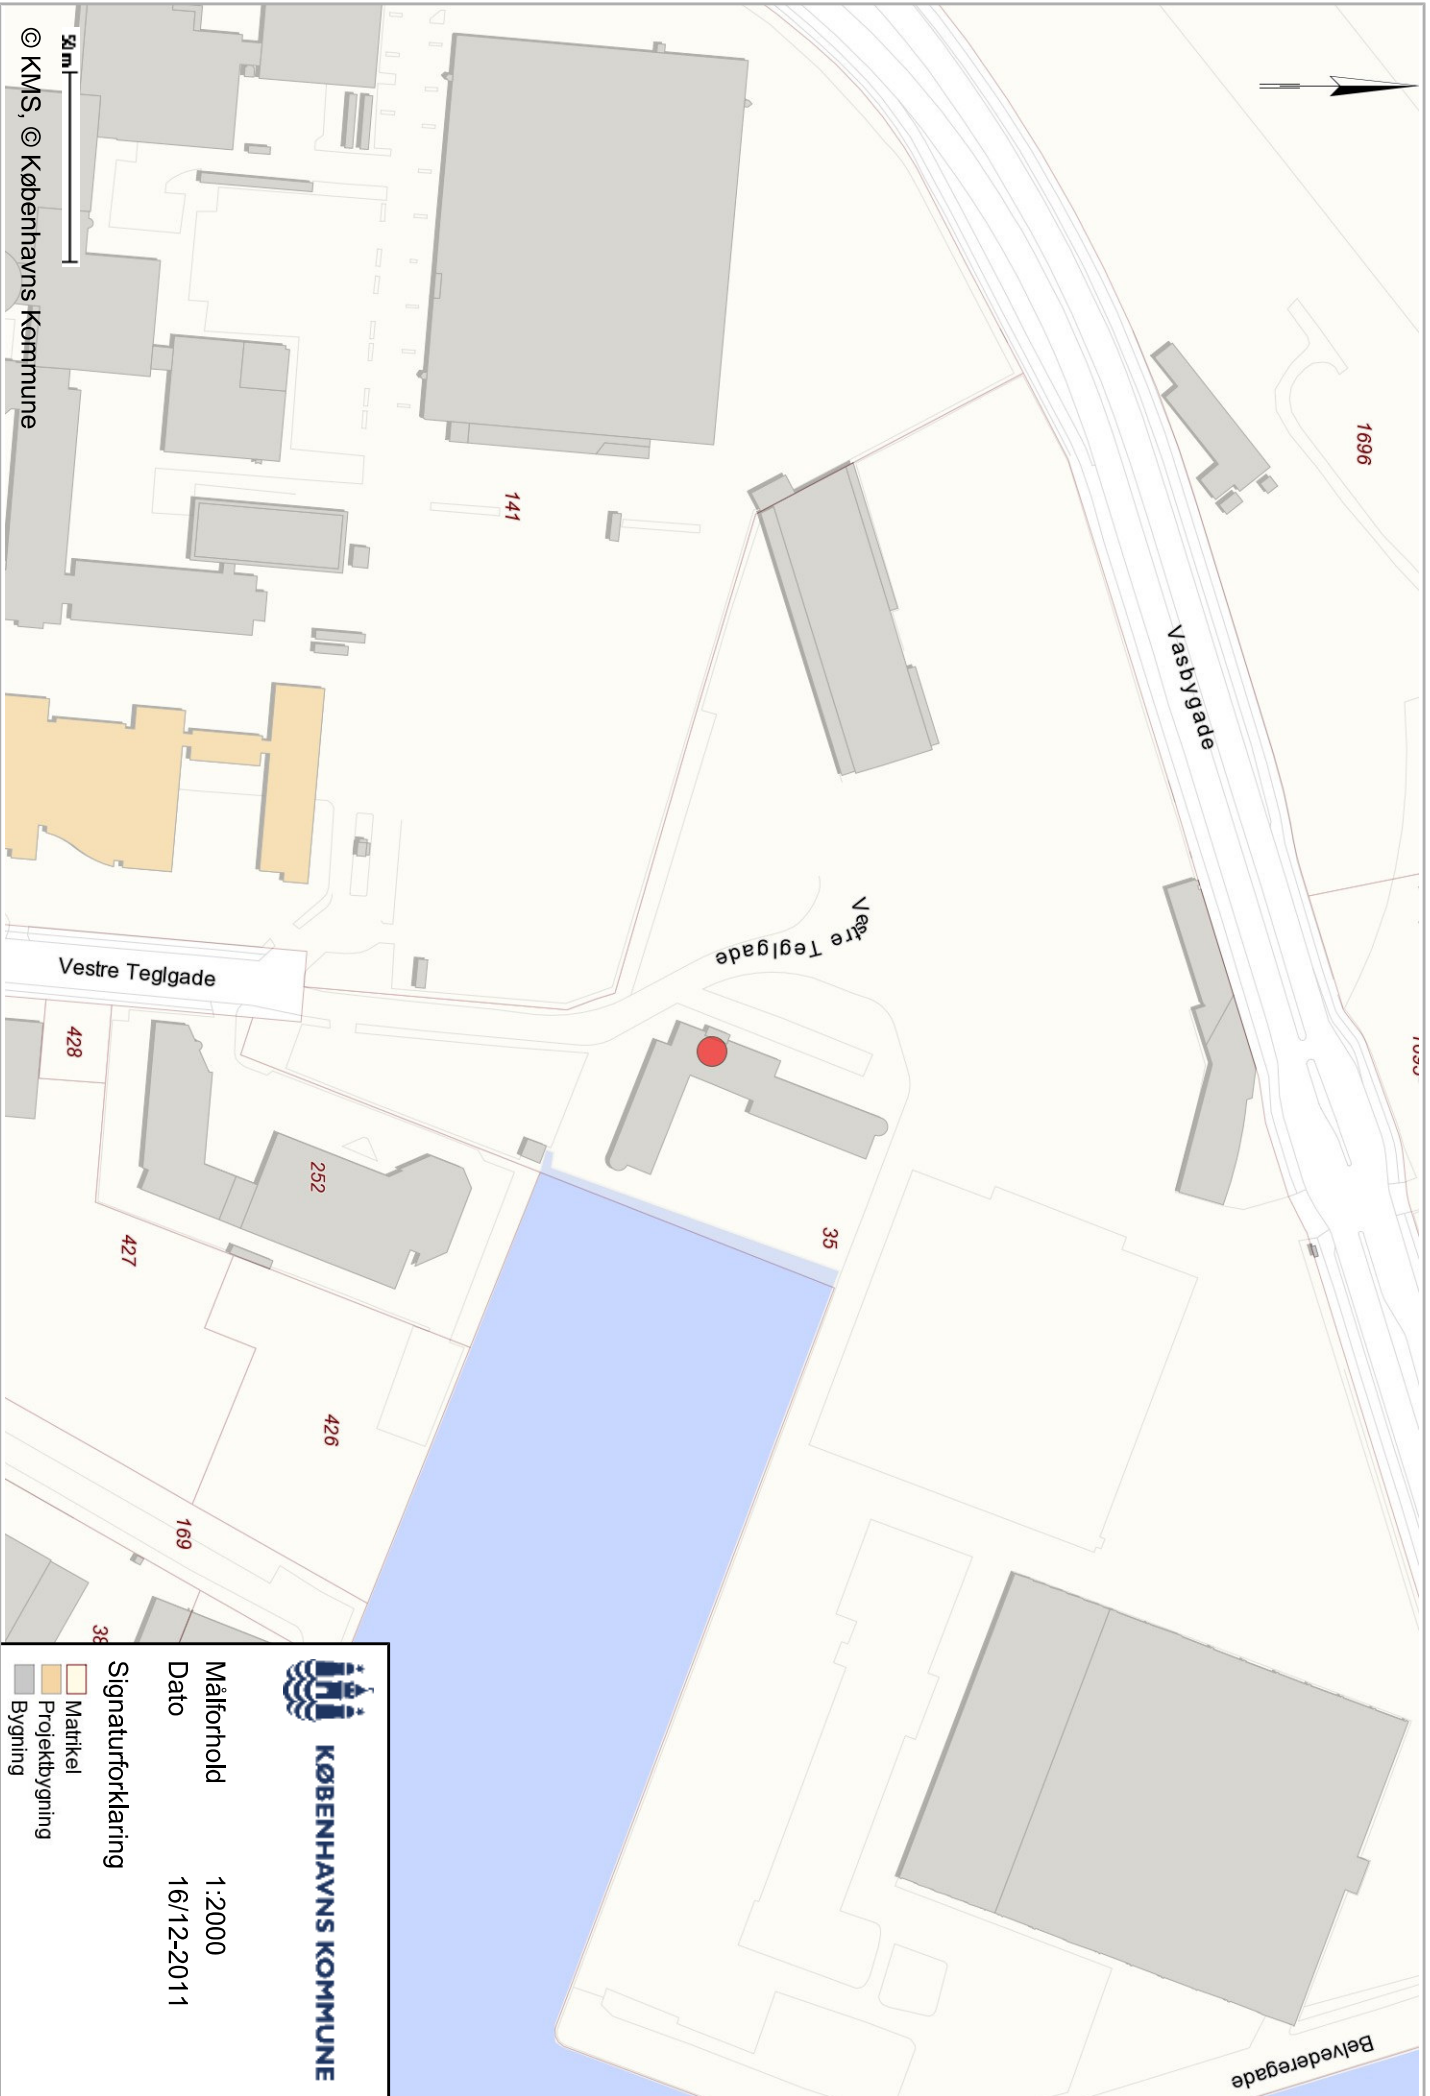 1696
Vasbygade
141
Vestre Teglgade
35
Vestre Teglgade
428
252
427
426
169
38
Belvederegade
50 m
© KMS, © Københavns Kommune
KØBENHAVNS KOMMUNE
Målforhold 1:2000
Dato 16/12-2011
Signaturforklaring
Matrikel
Projektbygning
Bygning